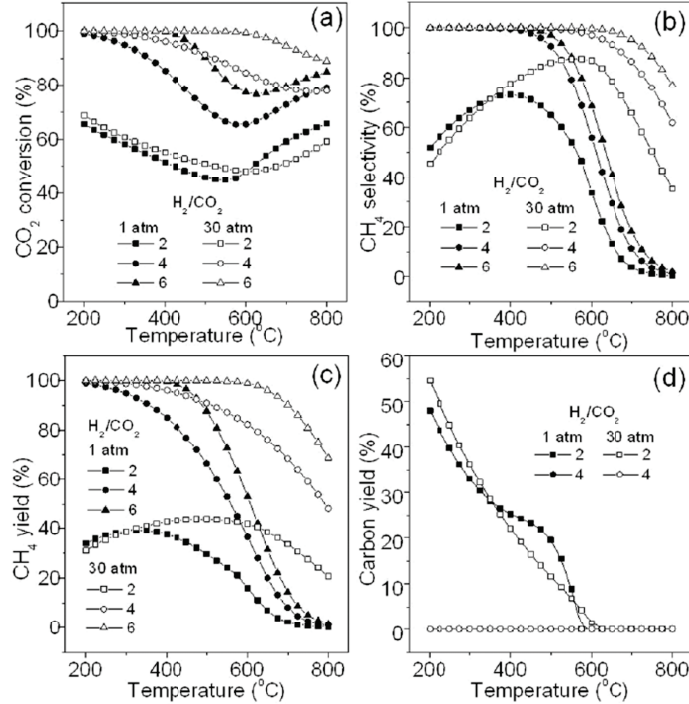 (a)
100
80
60
40
20
0
CO₂ conversion (%)
H₂/CO₂
1 atm 30 atm
2 2
4 4
6 6
200 400 600 800
Temperature (°C)
(b)
100
80
60
40
20
0
CH₄ selectivity (%)
H₂/CO₂
1 atm 30 atm
2 2
4 4
6 6
200 400 600 800
Temperature (°C)
(c)
100
80
60
40
20
0
CH₄ yield (%)
H₂/CO₂
1 atm
2
4
6
30 atm
2
4
6
200 400 600 800
Temperature (°C)
(d)
60
50
40
30
20
10
0
Carbon yield (%)
H₂/CO₂
1 atm 30 atm
2 2
4 4
200 400 600 800
Temperature (°C)